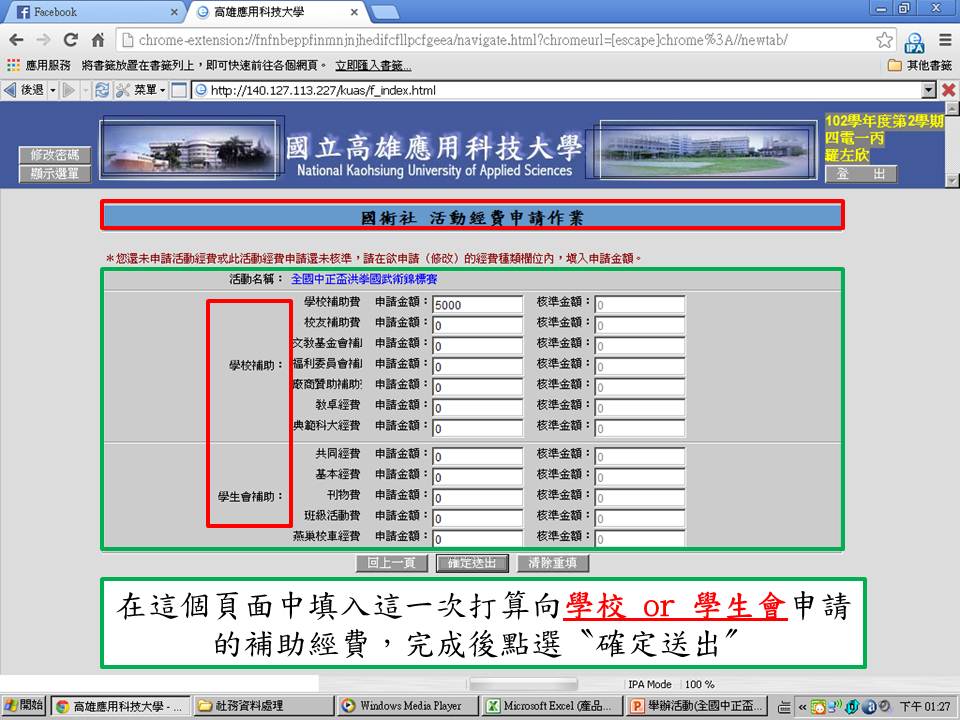 Facebook
高雄應用科技大學
chrome-extension://fnfnbeppfinmnjnjhedifcfllpcfgeea/navigate.html?chromeurl=[escape]chrome%3A//newtab/
IPA
應用服務 將書籤放置在書籤列上，即可快速前往各個網頁。 立即匯入書籤... 其他書籤
後退 菜單 http://140.127.113.227/kuas/f_index.html
修改密碼
顯示選單
國立高雄應用科技大學
National Kaohsiung University of Applied Sciences
102學年度第2學期
四電一丙
羅左欣
登 出
國術社 活動經費申請作業
＊您還未申請活動經費或此活動經費申請還未核準，請在欲申請（修改）的經費種類欄位內，填入申請金額。
活動名稱： 全國中正盃洪拳國武術錦標賽
學校補助：
學校補助費 申請金額：5000 核準金額：0
校友補助費 申請金額：0 核準金額：0
文教基金會補 申請金額：0 核準金額：0
福利委員會補 申請金額：0 核準金額：0
廠商贊助補助 申請金額：0 核準金額：0
教卓經費 申請金額：0 核準金額：0
典範科大經費 申請金額：0 核準金額：0
學生會補助：
共同經費 申請金額：0 核準金額：0
基本經費 申請金額：0 核準金額：0
刊物費 申請金額：0 核準金額：0
班級活動費 申請金額：0 核準金額：0
燕巢校車經費 申請金額：0 核準金額：0
回上一頁 確定送出 清除重填
在這個頁面中填入這一次打算向學校 or 學生會申請
的補助經費，完成後點選〝確定送出〞
IPA Mode 100 %
開始 高雄應用科技大學 - ... 社務資料處理 Windows Media Player Microsoft Excel (產品... 舉辦活動(全國中正盃... 下午 01:27